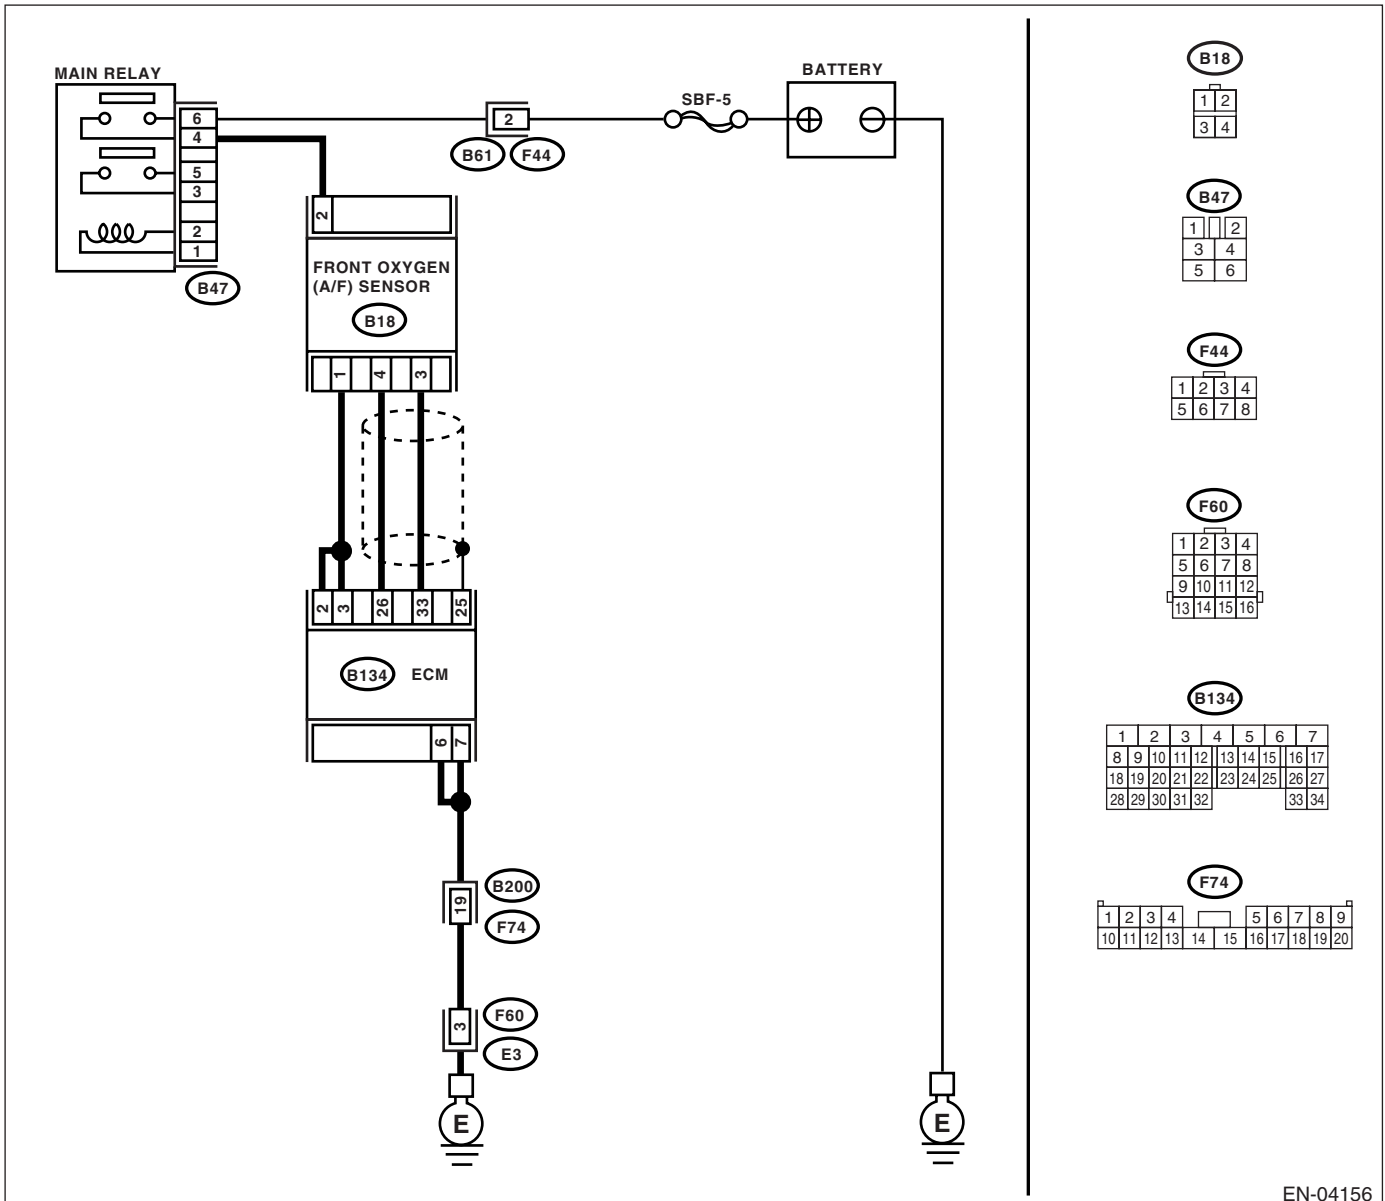 MAIN RELAY
BATTERY
SBF-5
6
4
5
3
2
1
B47
2
B61
F44
2
FRONT OXYGEN
(A/F) SENSOR
B18
1
4
3
2
3
26
33
25
B134
ECM
6
7
19
B200
F74
3
F60
E3
E
E
B18
1 2
3 4
B47
1 2
3 4
5 6
F44
1 2 3 4
5 6 7 8
F60
1 2 3 4
5 6 7 8
9 10 11 12
13 14 15 16
B134
1 2 3 4 5 6 7
8 9 10 11 12 13 14 15 16 17
18 19 20 21 22 23 24 25 26 27
28 29 30 31 32 33 34
F74
1 2 3 4 5 6 7 8 9
10 11 12 13 14 15 16 17 18 19 20
EN-04156